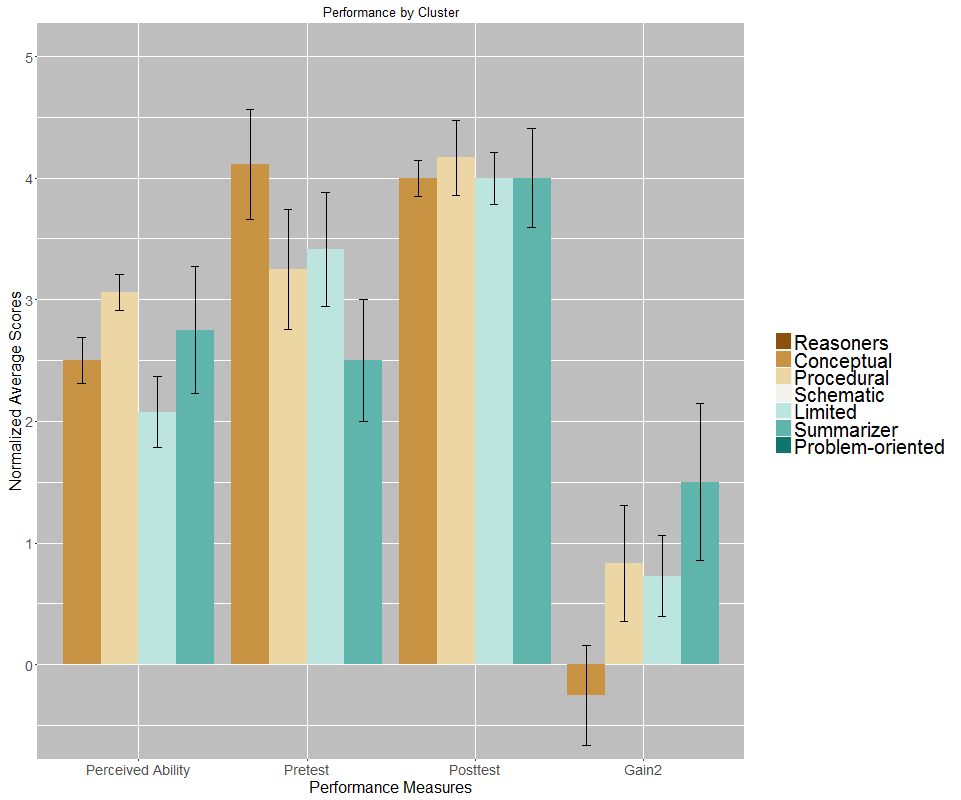 Performance by Cluster
Normalized Average Scores
5
4
3
2
1
0
Perceived Ability
Pretest
Posttest
Gain2
Performance Measures
Reasoners
Conceptual
Procedural
Schematic
Limited
Summarizer
Problem-oriented